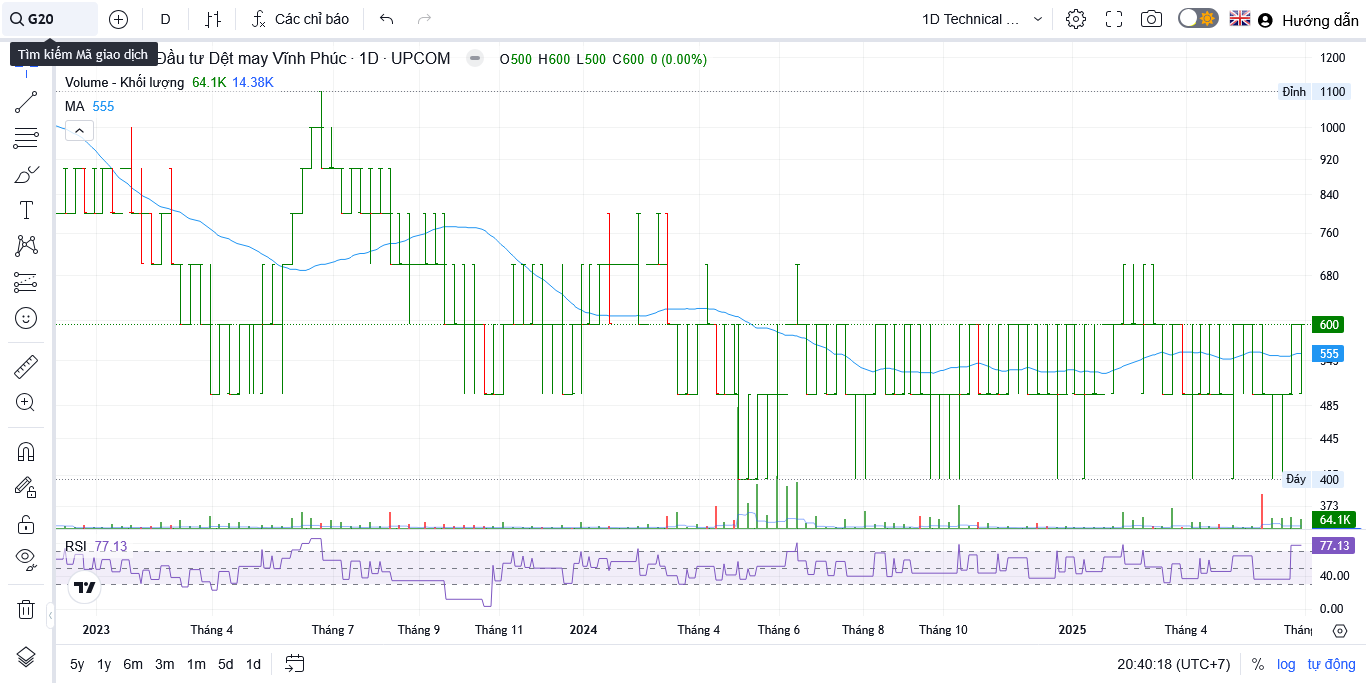 G20
D
Các chỉ báo
1D Technical ...
Hướng dẫn
Tìm kiếm Mã giao dịch
Đầu tư Dệt may Vĩnh Phúc · 1D · UPCOM
O500 H600 L500 C600 0 (0.00%)
Volume - Khối lượng 64.1K 14.38K
MA 555
1200
Đỉnh 1100
1000
920
840
760
680
600
555
485
445
Đáy 400
373
64.1K
RSI 77.13
77.13
40.00
0.00
2023 Tháng 4 Tháng 7 Tháng 9 Tháng 11 2024 Tháng 4 Tháng 6 Tháng 8 Tháng 10 2025 Tháng 4
5y 1y 6m 3m 1m 5d 1d
20:40:18 (UTC+7) % log tự động